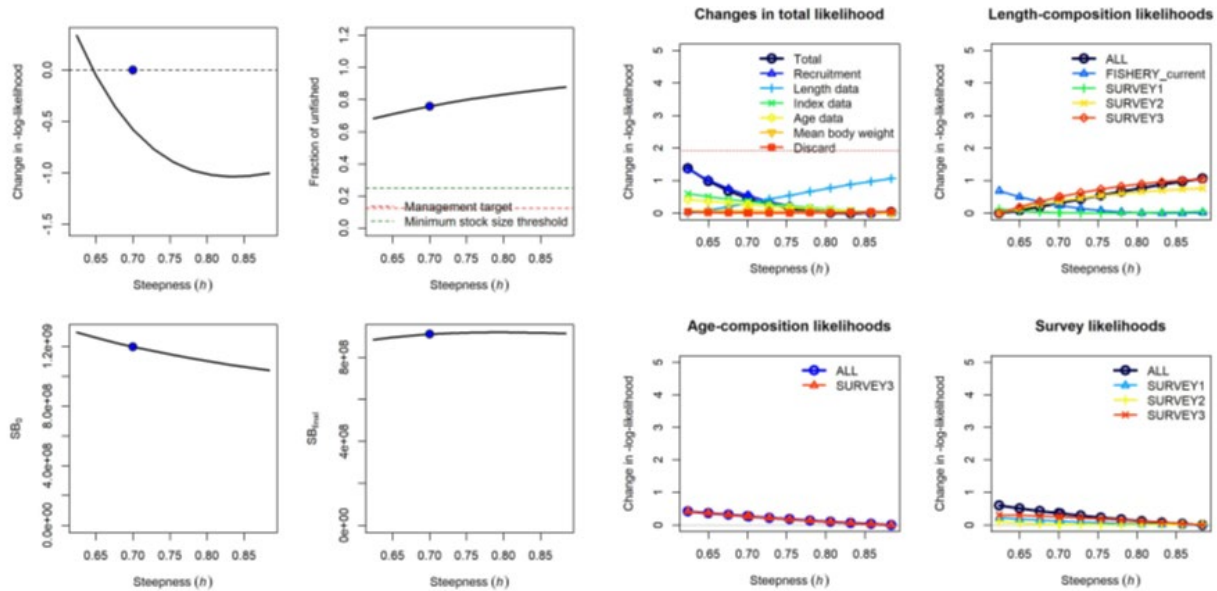 Change in -log-likelihood
0.0
-0.5
-1.0
-1.5
0.65 0.70 0.75 0.80 0.85
Steepness (h)
Fraction of unfished
1.2
1.0
0.8
0.6
0.4
0.2
0.0
Management target
Minimum stock size threshold
0.65 0.70 0.75 0.80 0.85
Steepness (h)
Changes in total likelihood
Change in -log-likelihood
5
4
3
2
1
0
Total
Recruitment
Length data
Index data
Age data
Mean body weight
Discard
0.65 0.70 0.75 0.80 0.85
Steepness (h)
Length-composition likelihoods
Change in -log-likelihood
5
4
3
2
1
0
ALL
FISHERY_current
SURVEY1
SURVEY2
SURVEY3
0.65 0.70 0.75 0.80 0.85
Steepness (h)
SB0
1.2e+09
8.0e+08
4.0e+08
0.0e+00
0.65 0.70 0.75 0.80 0.85
Steepness (h)
SBfinal
8e+08
4e+08
0e+00
0.65 0.70 0.75 0.80 0.85
Steepness (h)
Age-composition likelihoods
Change in -log-likelihood
5
4
3
2
1
0
ALL
SURVEY3
0.65 0.70 0.75 0.80 0.85
Steepness (h)
Survey likelihoods
Change in -log-likelihood
5
4
3
2
1
0
ALL
SURVEY1
SURVEY2
SURVEY3
0.65 0.70 0.75 0.80 0.85
Steepness (h)